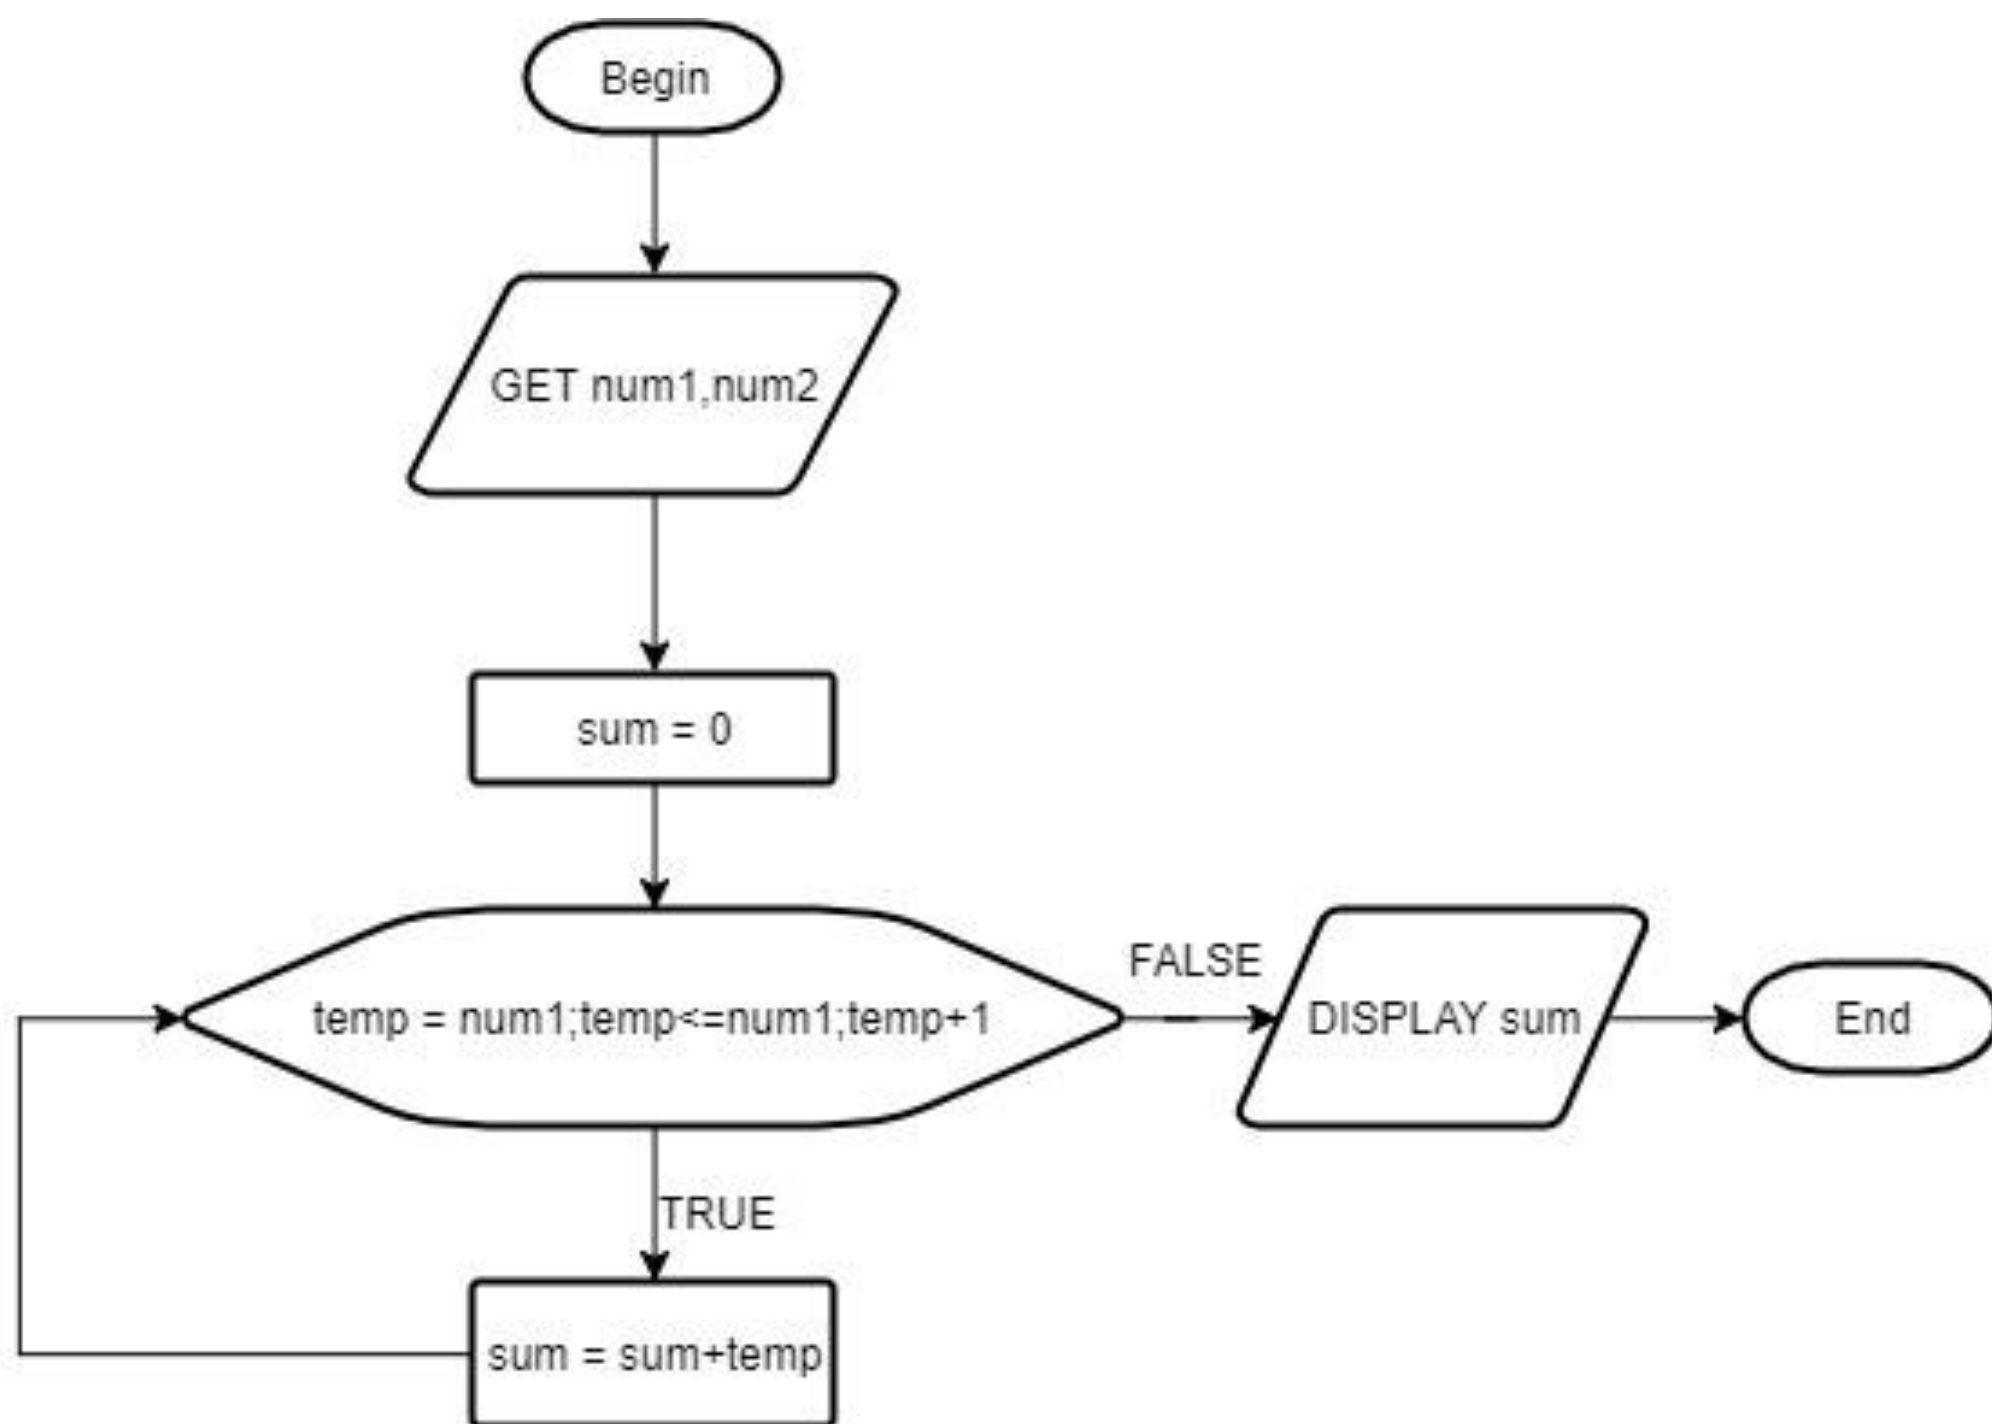 Begin
GET num1,num2
sum = 0
temp = num1;temp<=num1;temp+1
FALSE
DISPLAY sum
End
TRUE
sum = sum+temp